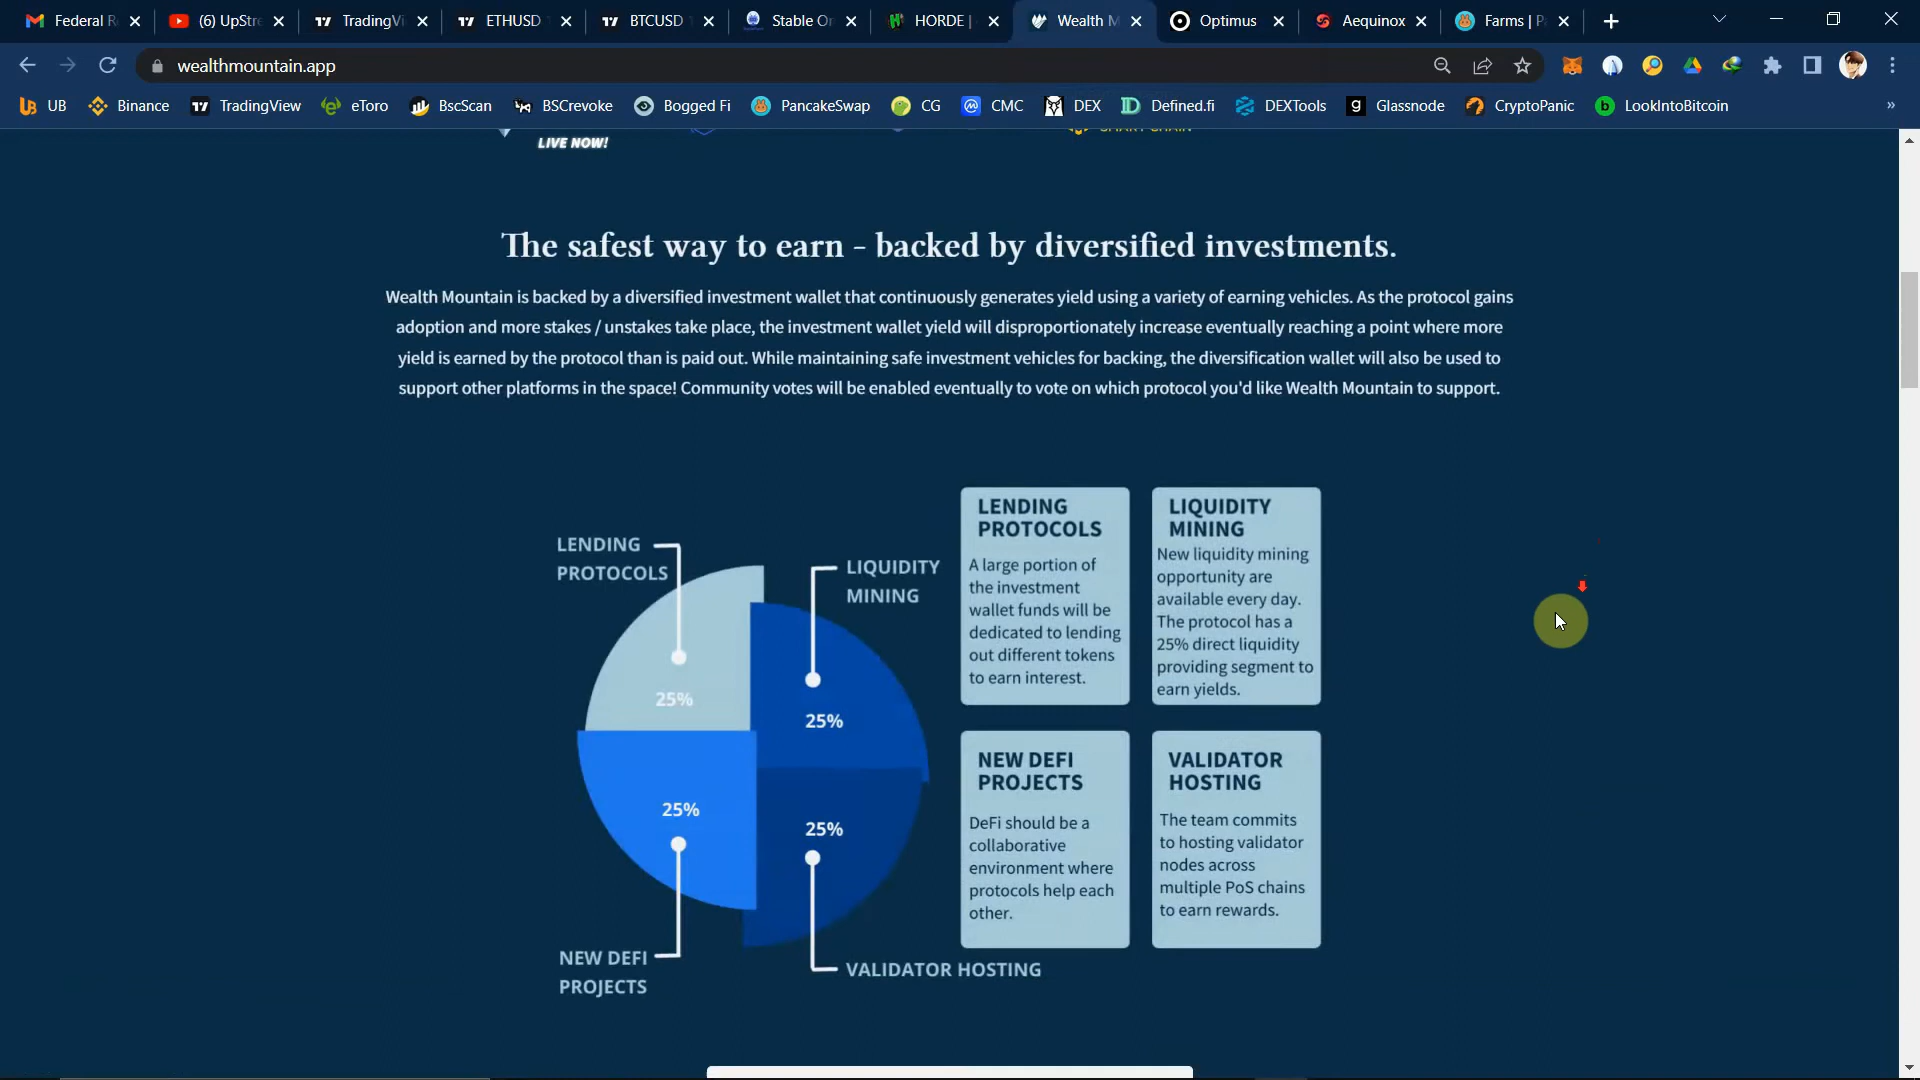 Federal R
(6) UpStre
TradingVi
ETHUSD
BTCUSD
Stable O
HORDE |
Wealth M
Optimus
Aequinox
Farms | P
wealthmountain.app
UB
Binance
TradingView
eToro
BscScan
BSCrevoke
Bogged Fi
PancakeSwap
CG
CMC
DEX
Defined.fi
DEXTools
Glassnode
CryptoPanic
LookIntoBitcoin
»
LIVE NOW!
SMART CHAIN
The safest way to earn - backed by diversified investments.
Wealth Mountain is backed by a diversified investment wallet that continuously generates yield using a variety of earning vehicles. As the protocol gains
adoption and more stakes / unstakes take place, the investment wallet yield will disproportionately increase eventually reaching a point where more
yield is earned by the protocol than is paid out. While maintaining safe investment vehicles for backing, the diversification wallet will also be used to
support other platforms in the space! Community votes will be enabled eventually to vote on which protocol you'd like Wealth Mountain to support.
LENDING
PROTOCOLS
25%
LIQUIDITY
MINING
25%
25%
NEW DEFI
PROJECTS
25%
VALIDATOR HOSTING
LENDING
PROTOCOLS
A large portion of
the investment
wallet funds will be
dedicated to lending
out different tokens
to earn interest.
LIQUIDITY
MINING
New liquidity mining
opportunity are
available every day.
The protocol has a
25% direct liquidity
providing segment to
earn yields.
NEW DEFI
PROJECTS
DeFi should be a
collaborative
environment where
protocols help each
other.
VALIDATOR
HOSTING
The team commits
to hosting validator
nodes across
multiple PoS chains
to earn rewards.